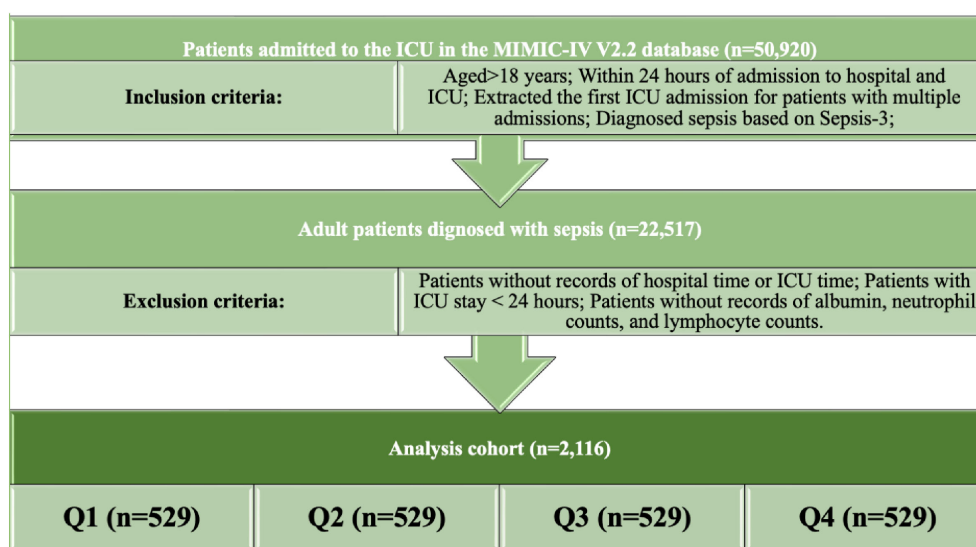 Patients admitted to the ICU in the MIMIC-IV V2.2 database (n=50,920)
Inclusion criteria:
Aged>18 years; Within 24 hours of admission to hospital and
ICU; Extracted the first ICU admission for patients with multiple
admissions; Diagnosed sepsis based on Sepsis-3;
Adult patients dignosed with sepsis (n=22,517)
Exclusion criteria:
Patients without records of hospital time or ICU time; Patients with
ICU stay < 24 hours; Patients without records of albumin, neutrophil
counts, and lymphocyte counts.
Analysis cohort (n=2,116)
Q1 (n=529)
Q2 (n=529)
Q3 (n=529)
Q4 (n=529)